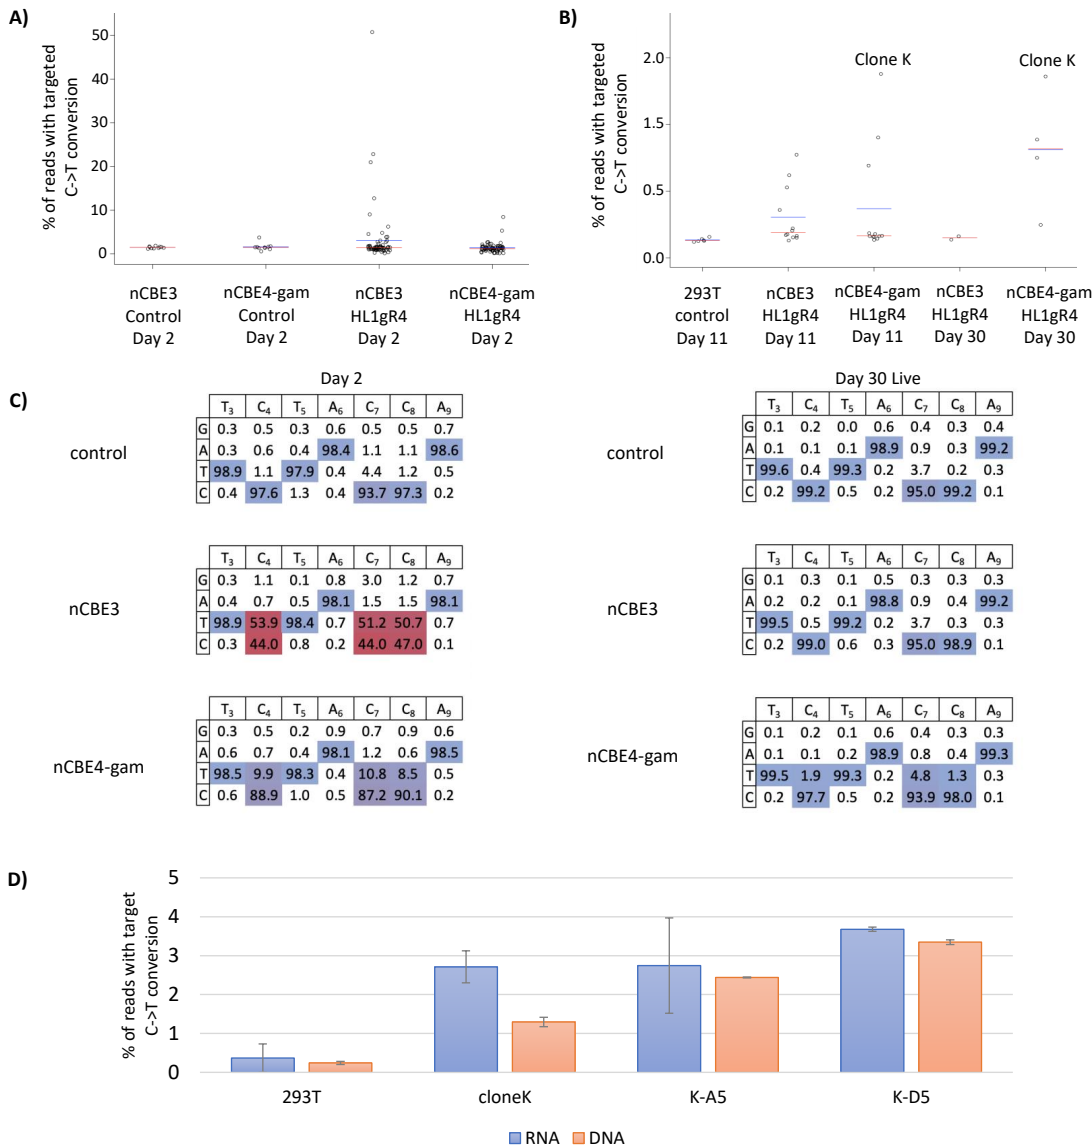 A)
% of reads with targeted
C->T conversion
50
40
30
20
10
0
nCBE3
Control
Day 2
nCBE4-gam
Control
Day 2
nCBE3
HL1gR4
Day 2
nCBE4-gam
HL1gR4
Day 2
B)
% of reads with targeted
C->T conversion
2.0
1.5
0.5
0.0
Clone K
Clone K
293T
control
Day 11
nCBE3
HL1gR4
Day 11
nCBE4-gam
HL1gR4
Day 11
nCBE3
HL1gR4
Day 30
nCBE4-gam
HL1gR4
Day 30
C)
Day 2
control
T3 C4 T5 A6 C7 C8 A9
G 0.3 0.5 0.3 0.6 0.5 0.5 0.7
A 0.3 0.6 0.4 98.4 1.1 1.1 98.6
T 98.9 1.1 97.9 0.4 4.4 1.2 0.5
C 0.4 97.6 1.3 0.4 93.7 97.3 0.2
nCBE3
T3 C4 T5 A6 C7 C8 A9
G 0.3 1.1 0.1 0.8 3.0 1.2 0.7
A 0.4 0.7 0.5 98.1 1.5 1.5 98.1
T 98.9 53.9 98.4 0.7 51.2 50.7 0.7
C 0.3 44.0 0.8 0.2 44.0 47.0 0.1
nCBE4-gam
T3 C4 T5 A6 C7 C8 A9
G 0.3 0.5 0.2 0.9 0.7 0.9 0.6
A 0.6 0.7 0.4 98.1 1.2 0.6 98.5
T 98.5 9.9 98.3 0.4 10.8 8.5 0.5
C 0.6 88.9 1.0 0.5 87.2 90.1 0.2
Day 30 Live
control
T3 C4 T5 A6 C7 C8 A9
G 0.1 0.2 0.0 0.6 0.4 0.3 0.4
A 0.1 0.1 0.1 98.9 0.9 0.3 99.2
T 99.6 0.4 99.3 0.2 3.7 0.2 0.3
C 0.2 99.2 0.5 0.2 95.0 99.2 0.1
nCBE3
T3 C4 T5 A6 C7 C8 A9
G 0.1 0.3 0.1 0.5 0.3 0.3 0.3
A 0.2 0.2 0.1 98.8 0.9 0.4 99.2
T 99.5 0.5 99.2 0.2 3.7 0.3 0.3
C 0.2 99.0 0.6 0.3 95.0 98.9 0.1
nCBE4-gam
T3 C4 T5 A6 C7 C8 A9
G 0.1 0.2 0.1 0.6 0.4 0.3 0.3
A 0.1 0.1 0.2 98.9 0.8 0.4 99.3
T 99.5 1.9 99.3 0.2 4.8 1.3 0.3
C 0.2 97.7 0.5 0.2 93.9 98.0 0.1
D)
% of reads with target
C->T conversion
5
4
3
2
1
0
293T
cloneK
K-A5
K-D5
RNA
DNA